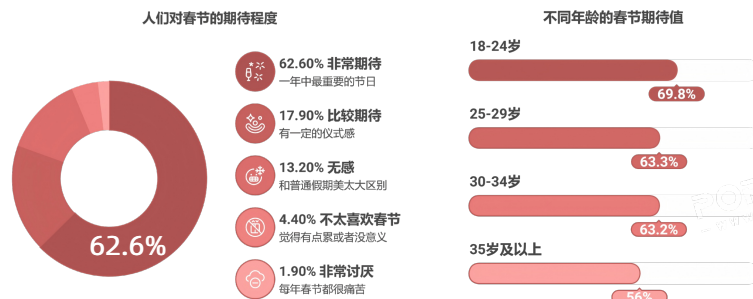 人们对春节的期待程度
62.60% 非常期待
一年中最重要的节日
17.90% 比较期待
有一定的仪式感
13.20% 无感
和普通假期美太大区别
4.40% 不太喜欢春节
觉得有点累或者没意义
1.90% 非常讨厌
每年春节都很痛苦
62.6%
不同年龄的春节期待值
18-24岁
69.8%
25-29岁
63.3%
30-34岁
63.2%
35岁及以上
56%